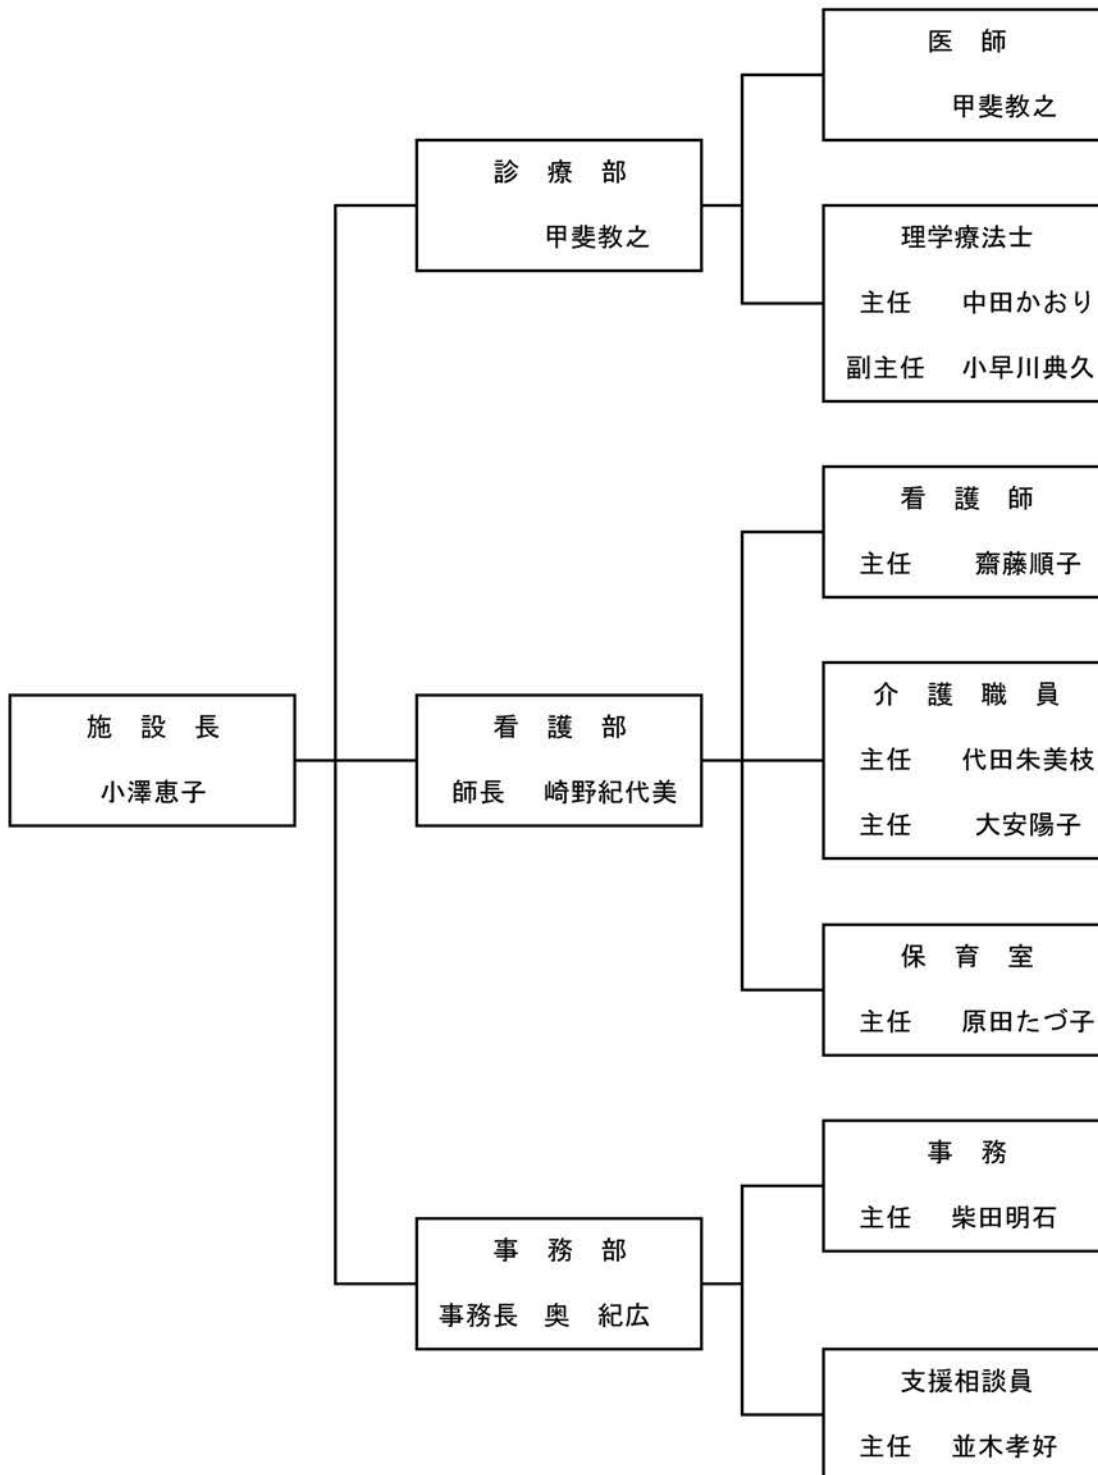 施 設 長
小澤恵子
診 療 部
甲斐教之
医 師
甲斐教之
理学療法士
主任 中田かおり
副主任 小早川典久
看 護 部
師長 崎野紀代美
看 護 師
主任 齋藤順子
介 護 職 員
主任 代田朱美枝
主任 大安陽子
保 育 室
主任 原田たづ子
事 務 部
事務長 奥 紀広
事 務
主任 柴田明石
支援相談員
主任 並木孝好